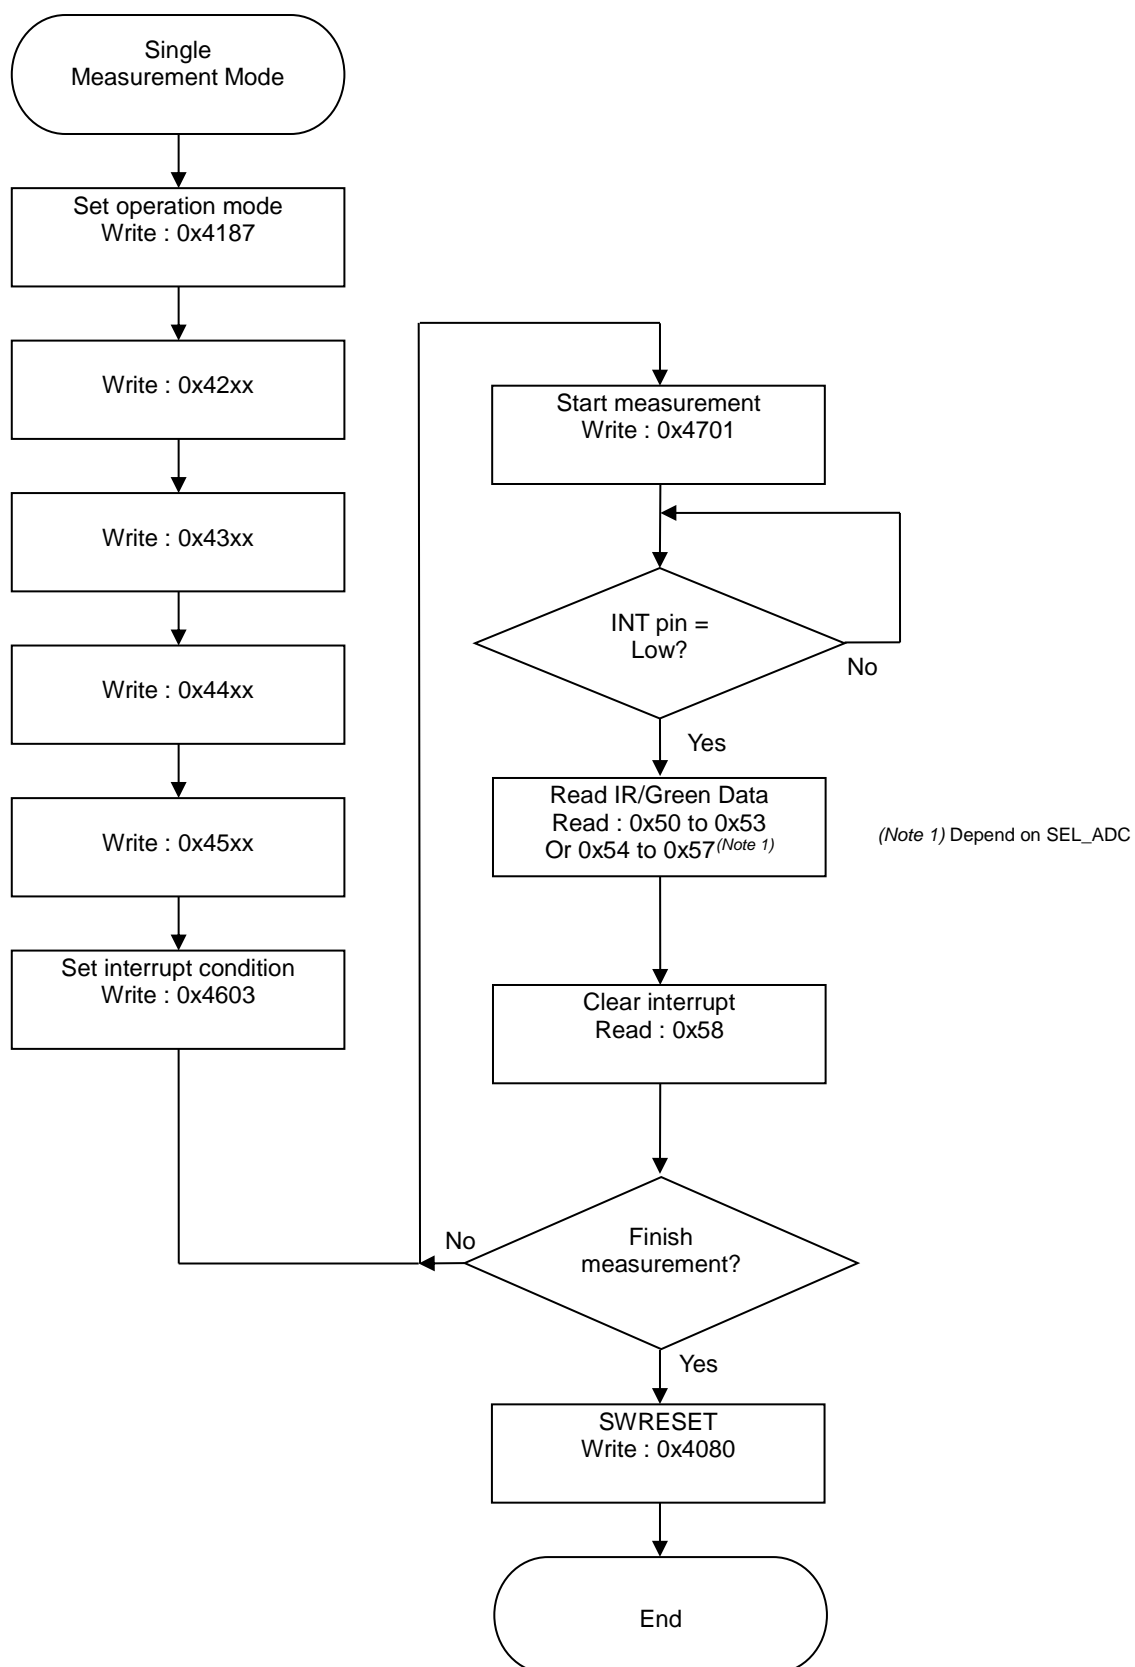 Single
Measurement Mode
Set operation mode
Write : 0x4187
Write : 0x42xx
Write : 0x43xx
Write : 0x44xx
Write : 0x45xx
Set interrupt condition
Write : 0x4603
Start measurement
Write : 0x4701
INT pin =
Low?
No
Yes
Read IR/Green Data
Read : 0x50 to 0x53
Or 0x54 to 0x57(Note 1)
(Note 1) Depend on SEL_ADC
Clear interrupt
Read : 0x58
Finish
measurement?
No
Yes
SWRESET
Write : 0x4080
End